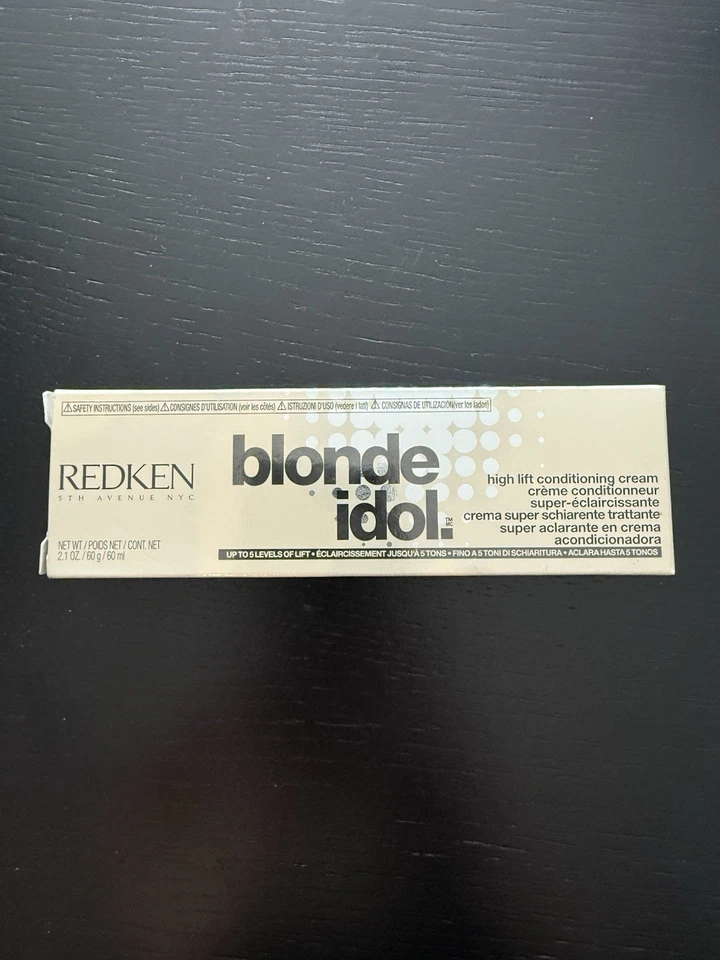 ⚠ SAFETY INSTRUCTIONS (see sides) ⚠ CONSIGNES D'UTILISATION (voir les côtés) ⚠ ISTRUZIONI D'USO (vedere i lati) ⚠ CONSIGNAS DE UTILIZACIÓN (ver los lados)
REDKEN
5TH AVENUE NYC
NET WT / POIDS NET / CONT. NET
2.1 OZ. / 60 g / 60 ml
blonde
idol.
TM
MC
high lift conditioning cream
crème conditionneur
super-éclaircissante
crema super schiarente trattante
super aclarante en crema
acondicionadora
UP TO 5 LEVELS OF LIFT • ÉCLAIRCISSEMENT JUSQU'À 5 TONS • FINO A 5 TONI DI SCHIARITURA • ACLARA HASTA 5 TONOS